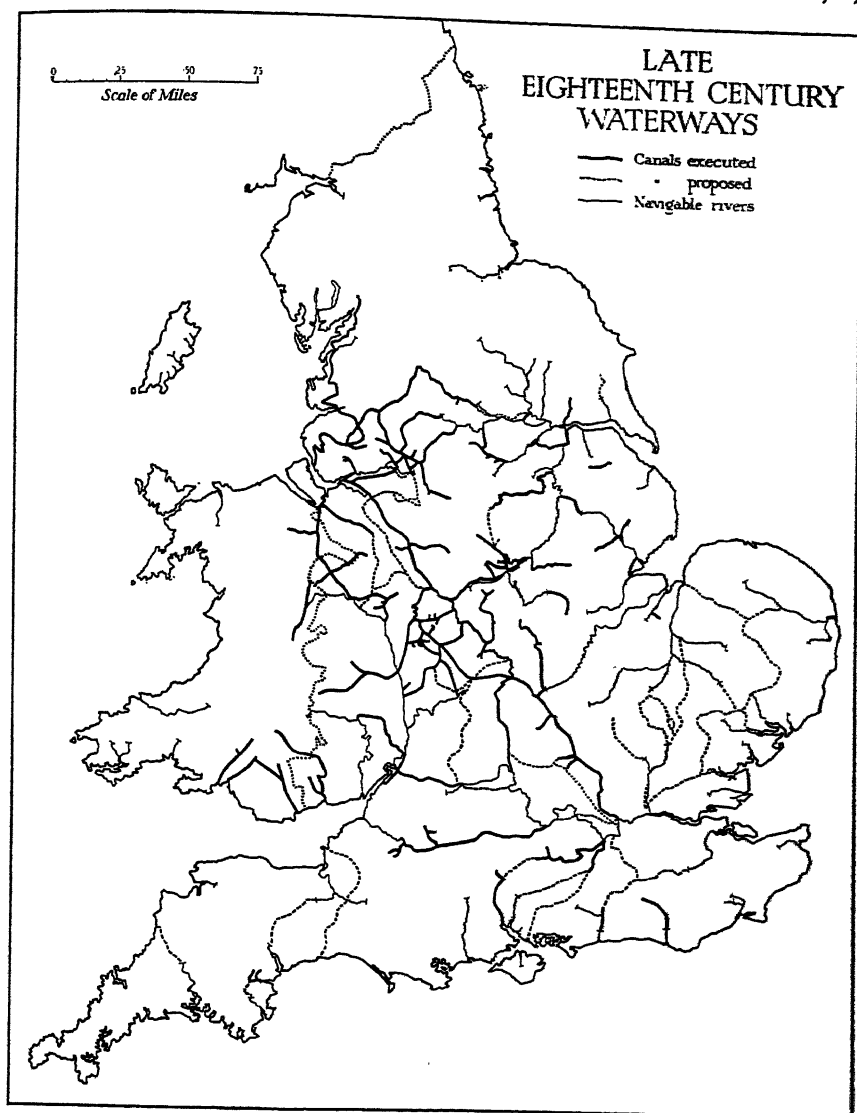 LATE
EIGHTEENTH CENTURY
WATERWAYS
0 25 50 75
Scale of Miles
Canals executed
" proposed
Navigable rivers